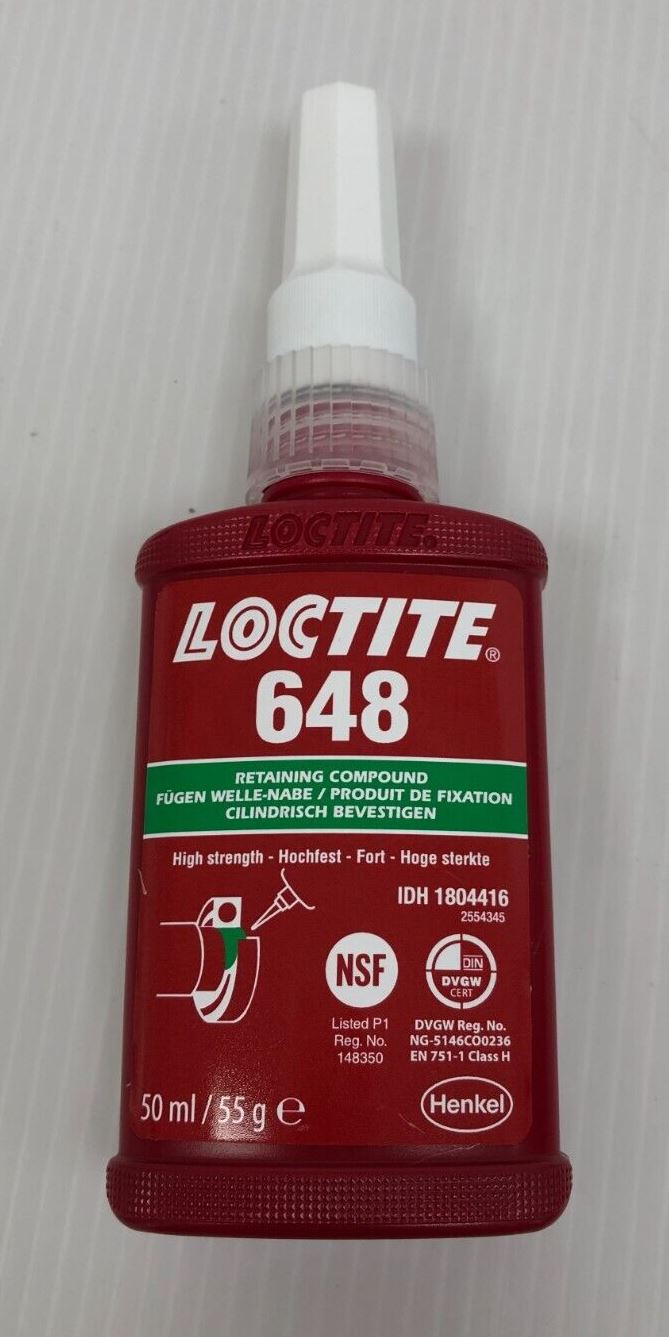 LOCTITE.
LOCTITE®
648
RETAINING COMPOUND
FÜGEN WELLE-NABE / PRODUIT DE FIXATION
CILINDRISCH BEVESTIGEN
High strength - Hochfest - Fort - Hoge sterkte
IDH 1804416
2554345
NSF
Listed P1
Reg. No.
148350
DIN
DVGW
CERT
DVGW Reg. No.
NG-5146CO0236
EN 751-1 Class H
50 ml / 55 g ℮
Henkel